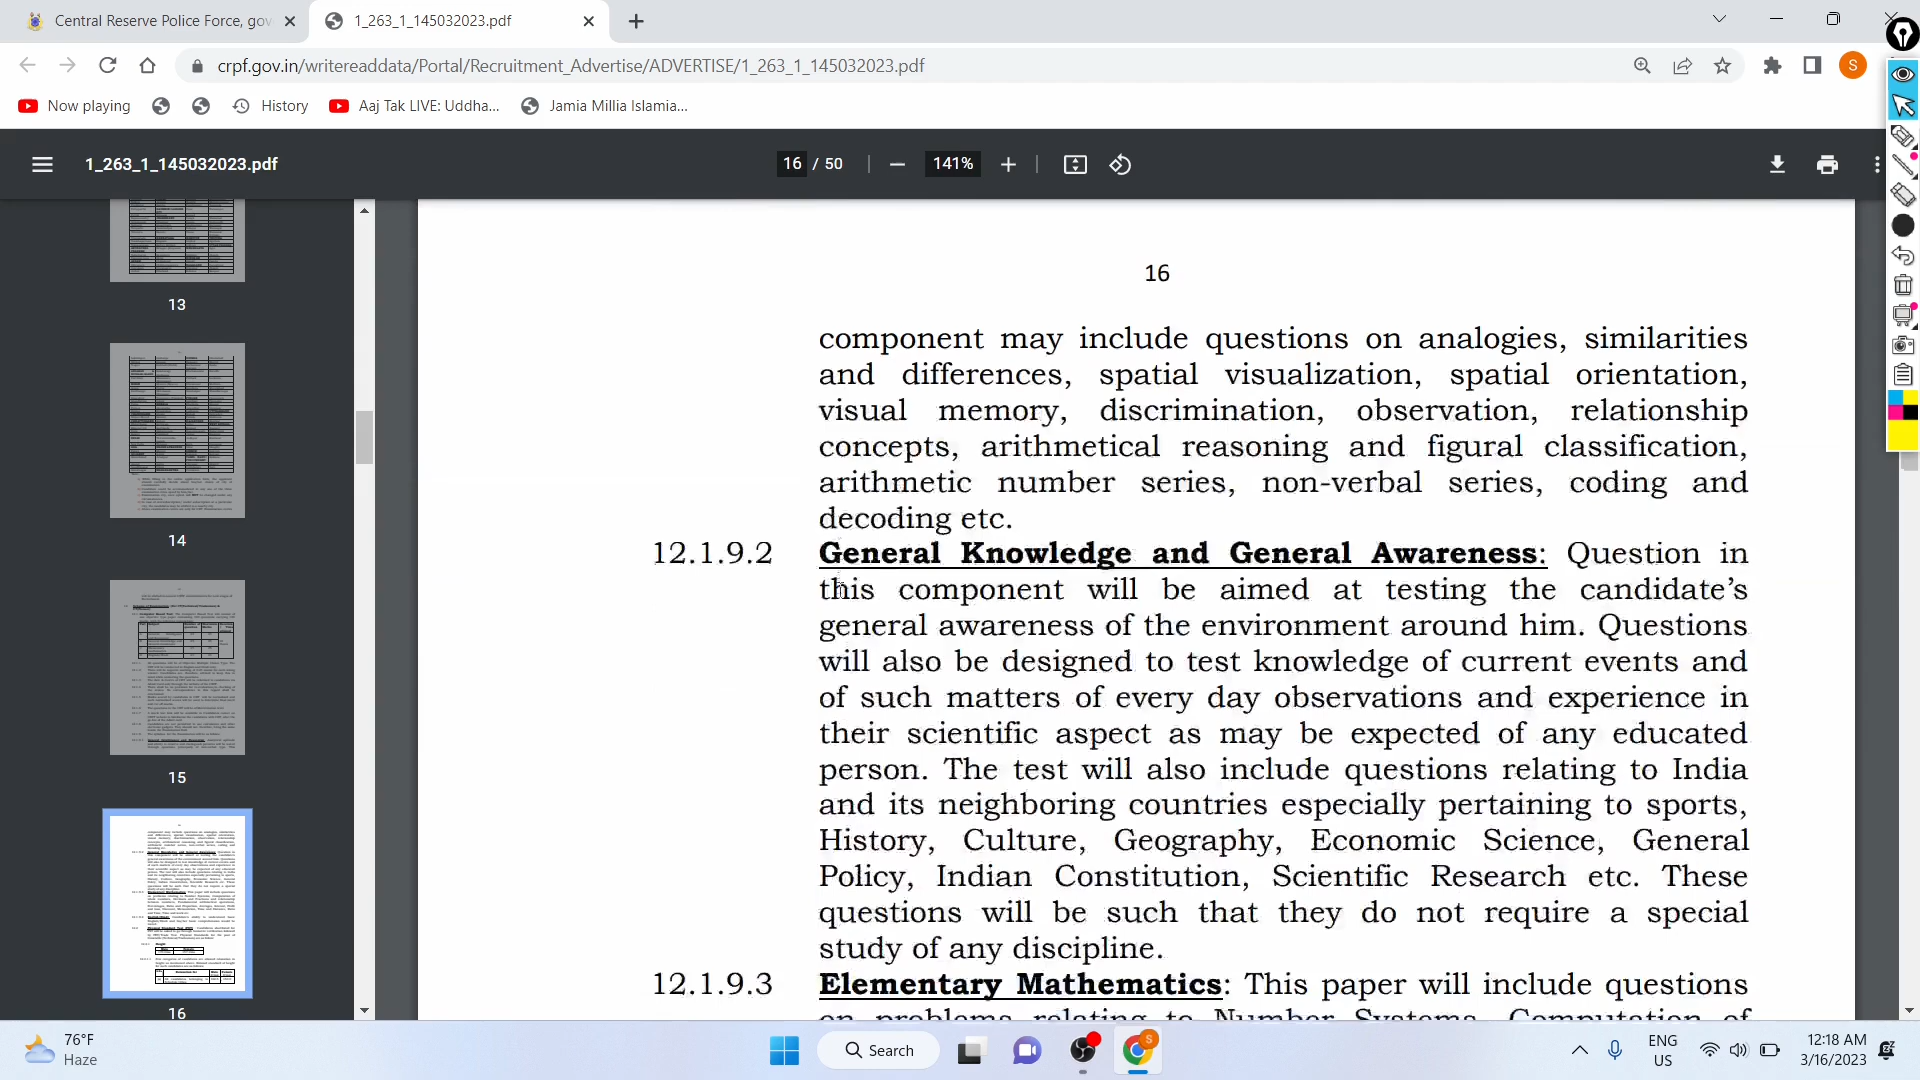 Central Reserve Police Force, gov
1_263_1_145032023.pdf
crpf.gov.in/writereaddata/Portal/Recruitment_Advertise/ADVERTISE/1_263_1_145032023.pdf
S
Now playing
History
Aaj Tak LIVE: Uddha...
Jamia Millia Islamia...
1_263_1_145032023.pdf
16 / 50
141%
13
14
15
16
16
component may include questions on analogies, similarities
and differences, spatial visualization, spatial orientation,
visual memory, discrimination, observation, relationship
concepts, arithmetical reasoning and figural classification,
arithmetic number series, non-verbal series, coding and
decoding etc.
12.1.9.2 General Knowledge and General Awareness: Question in
this component will be aimed at testing the candidate's
general awareness of the environment around him. Questions
will also be designed to test knowledge of current events and
of such matters of every day observations and experience in
their scientific aspect as may be expected of any educated
person. The test will also include questions relating to India
and its neighboring countries especially pertaining to sports,
History, Culture, Geography, Economic Science, General
Policy, Indian Constitution, Scientific Research etc. These
questions will be such that they do not require a special
study of any discipline.
12.1.9.3 Elementary Mathematics: This paper will include questions
on problems relating to Number Systems, Computation of
76°F
Haze
Search
S
ENG
US
12:18 AM
3/16/2023